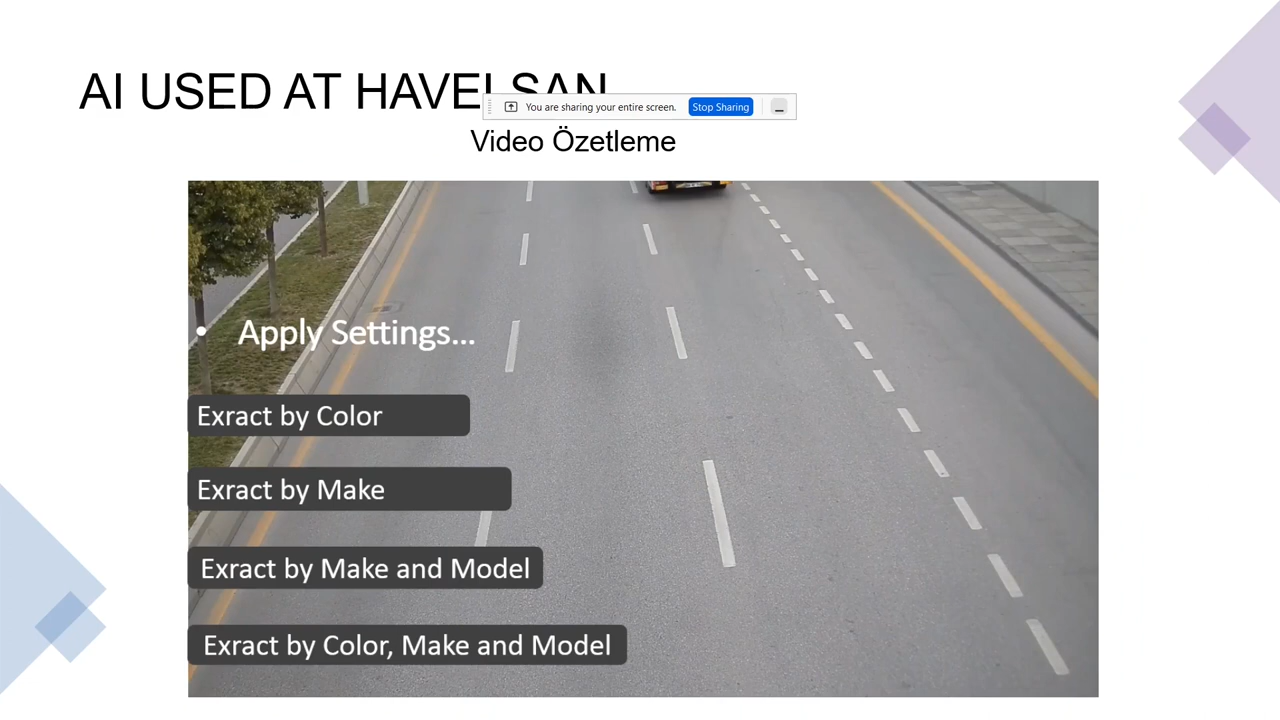 AI USED AT HAVELSAN
You are sharing your entire screen. Stop Sharing
Video Özetleme
• Apply Settings...
Exract by Color
Exract by Make
Exract by Make and Model
Exract by Color, Make and Model